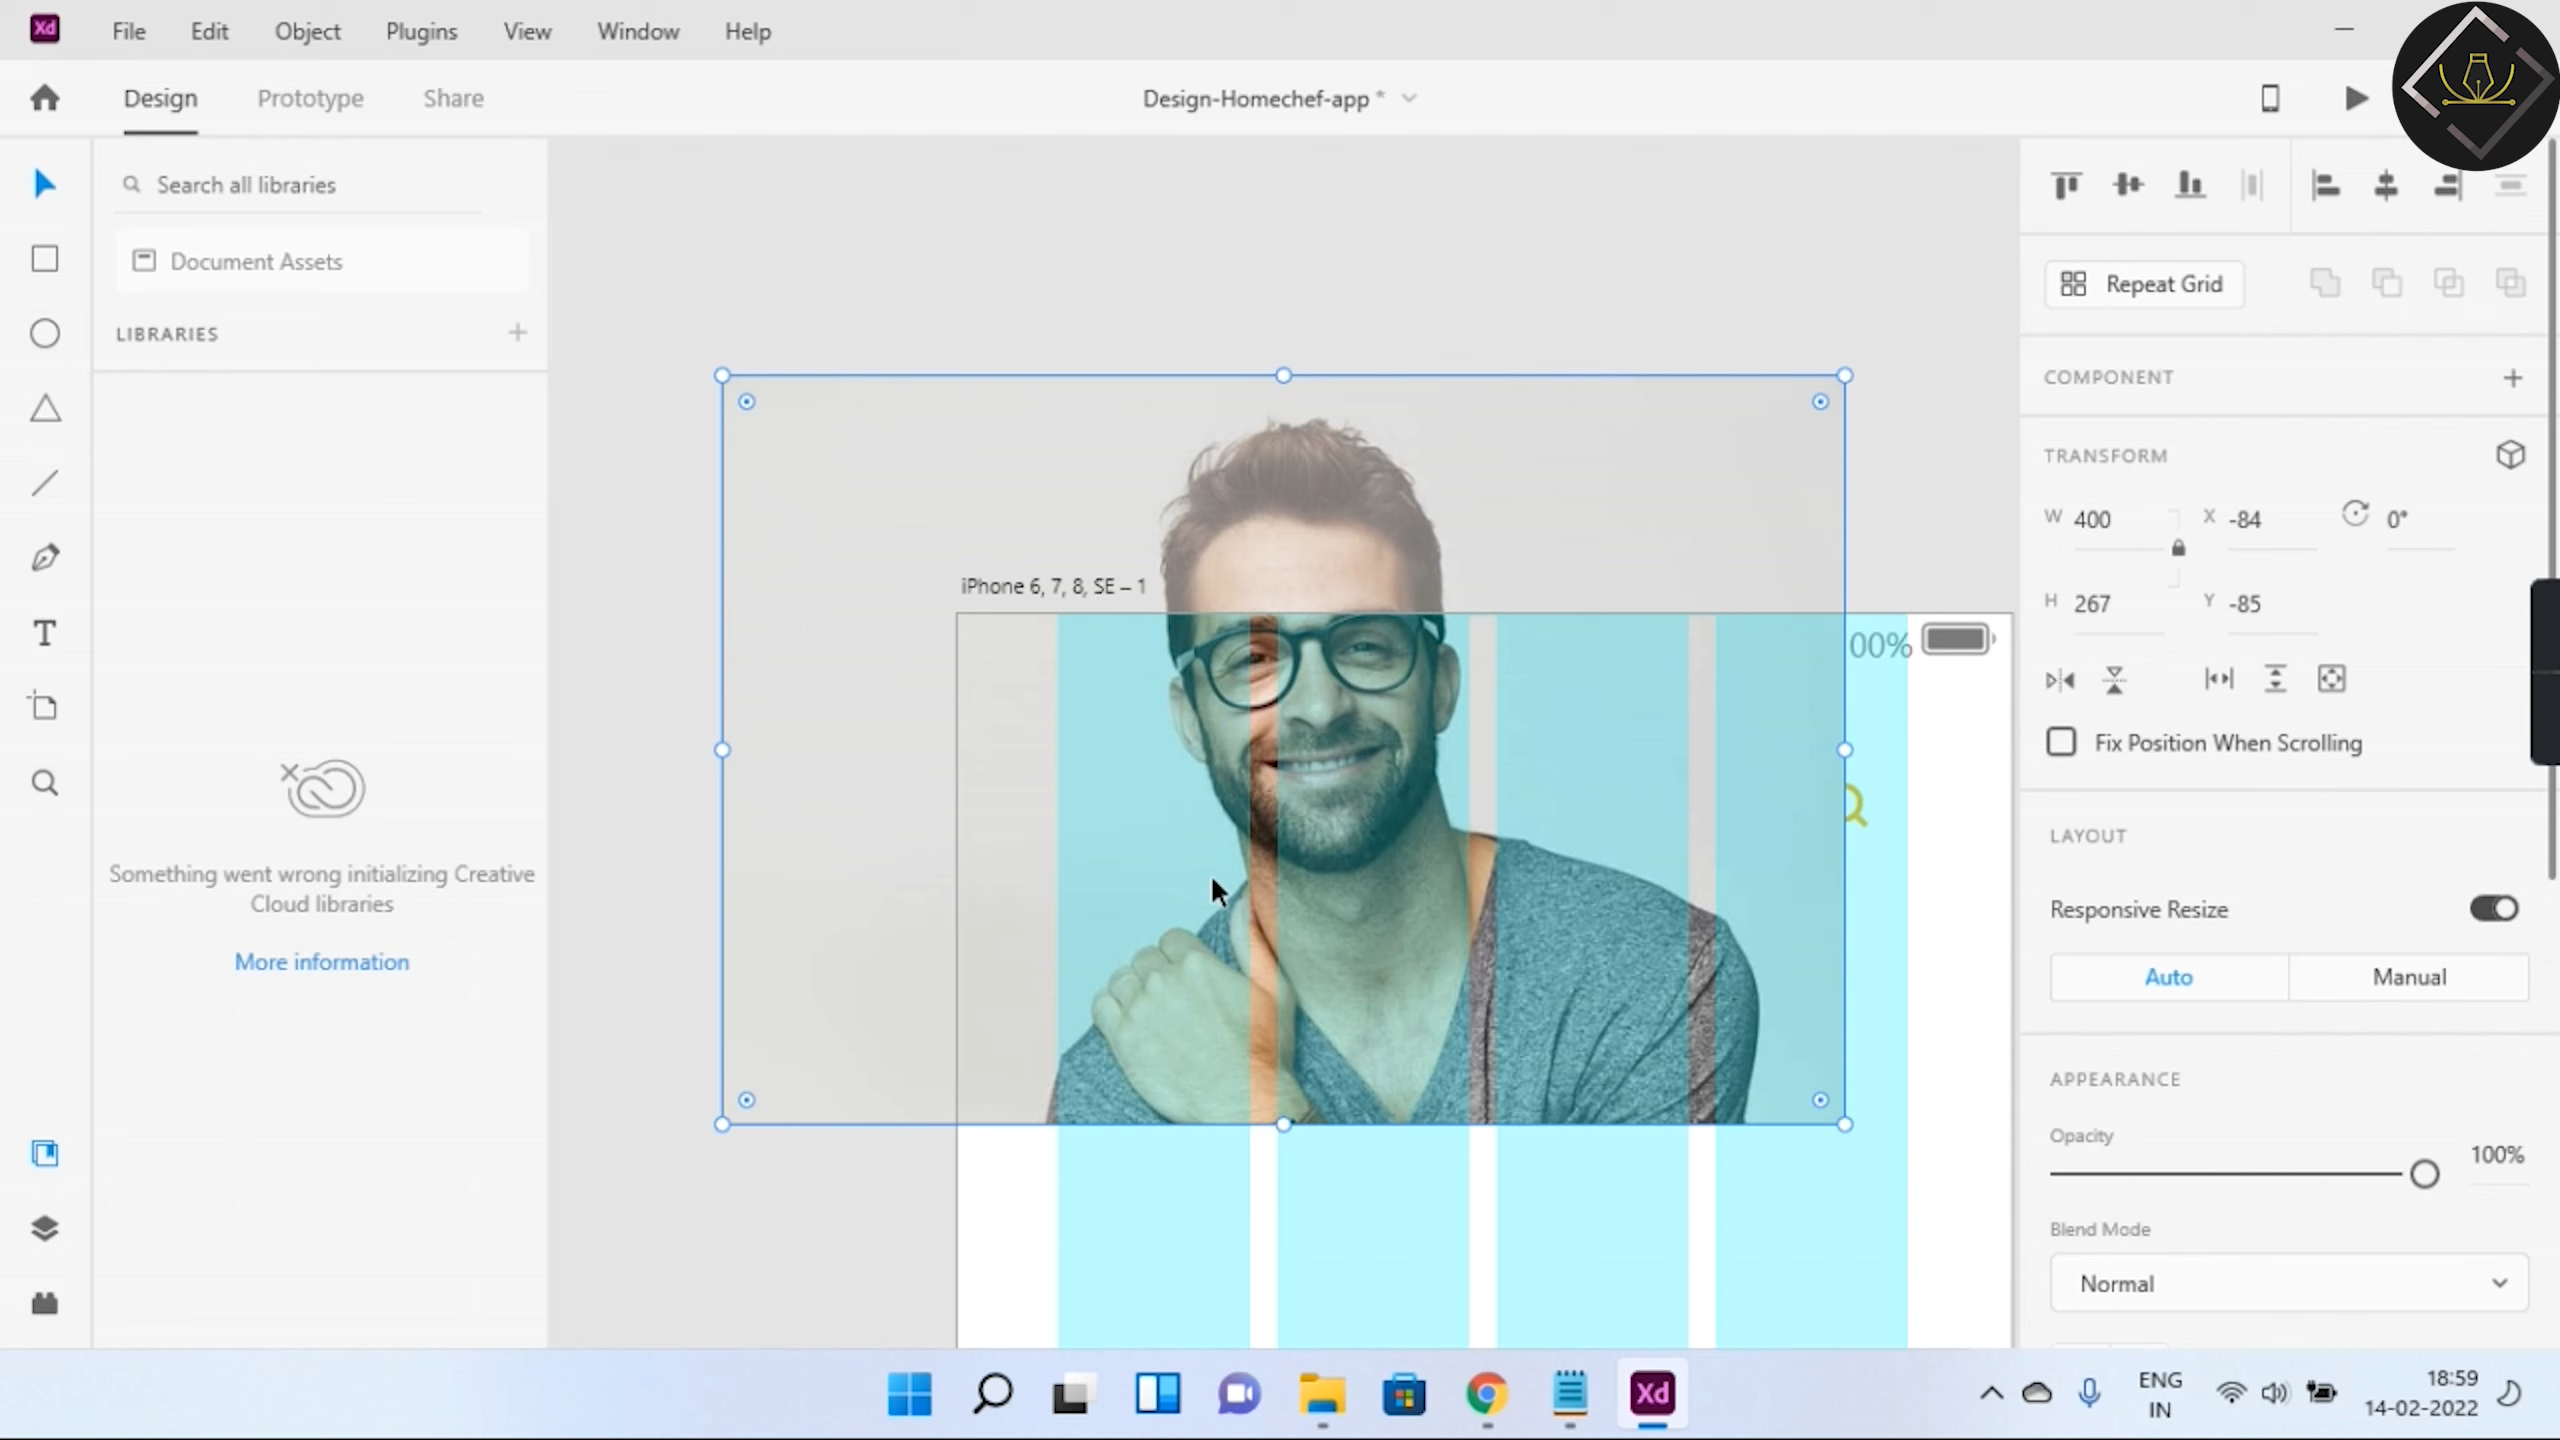 Xd File Edit Object Plugins View Window Help
Design Prototype Share Design-Homechef-app *
Search all libraries
Document Assets
LIBRARIES
Something went wrong initializing Creative
Cloud libraries
More information
iPhone 6, 7, 8, SE – 1
00%
Repeat Grid
COMPONENT
TRANSFORM
W 400 X -84 0°
H 267 Y -85
Fix Position When Scrolling
LAYOUT
Responsive Resize
Auto Manual
APPEARANCE
Opacity
100%
Blend Mode
Normal
Xd
ENG
IN
18:59
14-02-2022